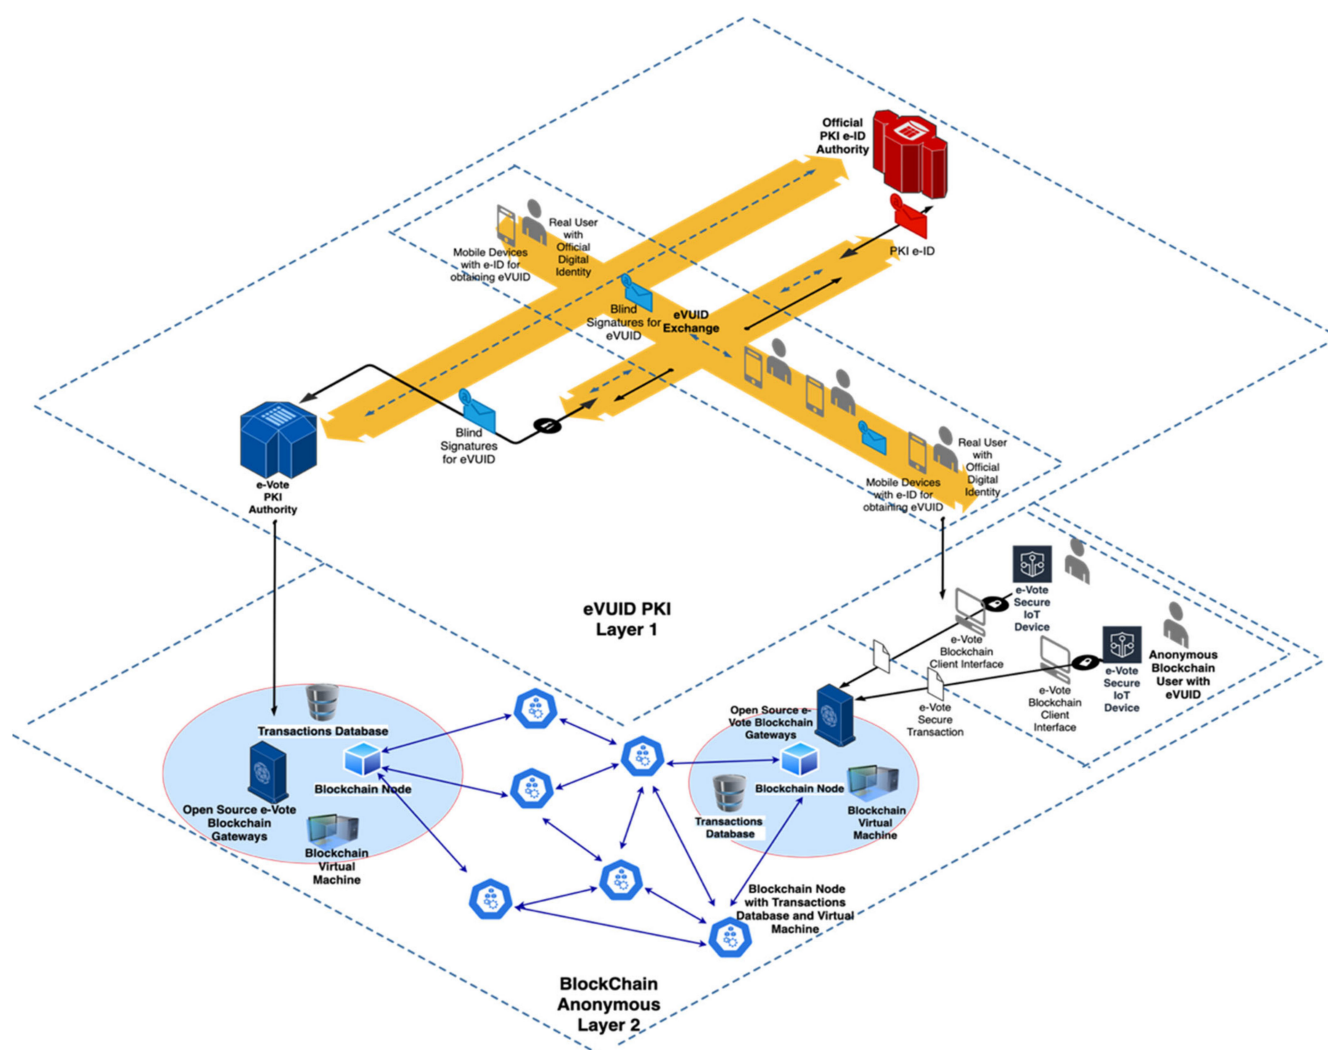 Official
PKI e-ID
Authority
Real User
with
Official
Digital
Identity
Mobile Devices
with e-ID for
obtaining eVUID
PKI e-ID
Blind
Signatures for
eVUID
eVUID
Exchange
Blind
Signatures
for eVUID
e-Vote
PKI
Authority
Real User
with
Official
Digital
Identity
Mobile Devices
with e-ID for
obtaining eVUID
eVUID PKI
Layer 1
e-Vote
Secure
IoT
Device
e-Vote
Blockchain
Client Interface
e-Vote
Secure
IoT
Device
Anonymous
Blockchain
User with
eVUID
e-Vote
Blockchain
Client
Interface
e-Vote
Secure
Transaction
Transactions Database
Open Source e-Vote
Blockchain
Gateways
Blockchain Node
Blockchain
Virtual
Machine
Open Source e-
Vote Blockchain
Gateways
Blockchain Node
Transactions
Database
Blockchain
Virtual
Machine
Blockchain Node
with Transactions
Database and Virtual
Machine
BlockChain
Anonymous
Layer 2